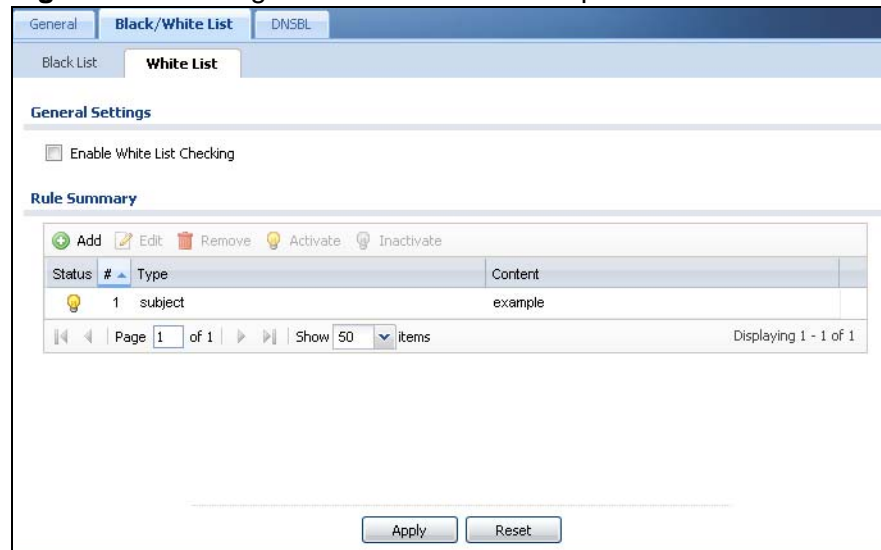 General Black/White List DNSBL
Black List White List
General Settings
Enable White List Checking
Rule Summary
Add Edit Remove Activate Inactivate
Status # Type Content
1 subject example
Page 1 of 1 Show 50 items Displaying 1 - 1 of 1
Apply Reset